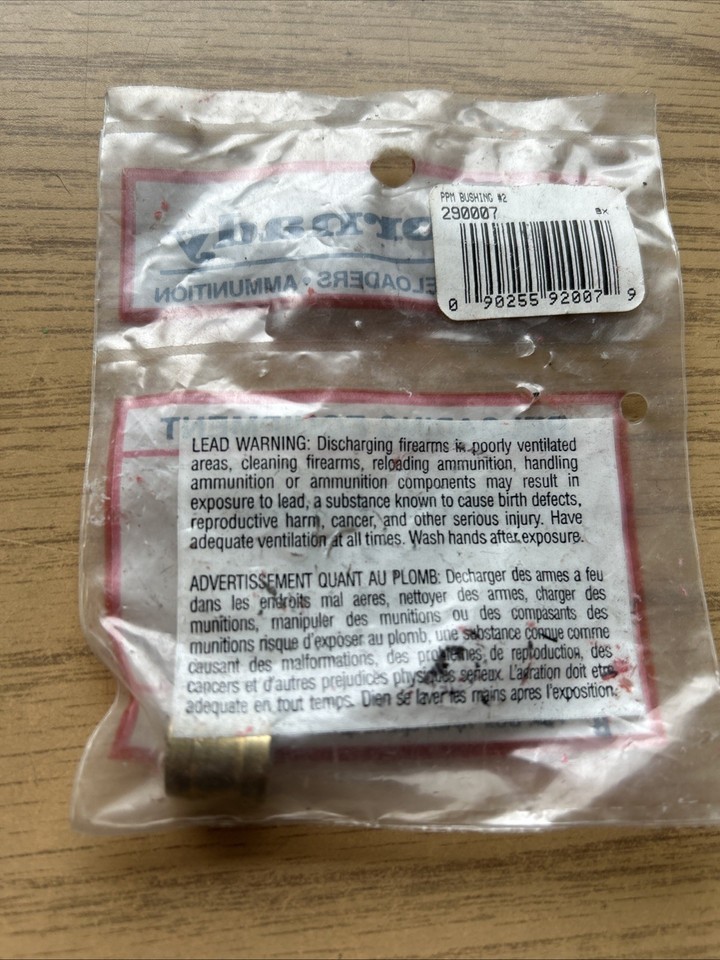 PPM BUSHING #2
290007
BX
0 90255 92007 9
ELOADERS · AMMUNITION
LEAD WARNING: Discharging firearms in poorly ventilated
areas, cleaning firearms, reloading ammunition, handling
ammunition or ammunition components may result in
exposure to lead, a substance known to cause birth defects,
reproductive harm, cancer, and other serious injury. Have
adequate ventilation at all times. Wash hands after exposure.
ADVERTISSEMENT QUANT AU PLOMB: Decharger des armes a feu
dans les endroits mal aeres, nettoyer des armes, charger des
munitions, manipuler des munitions ou des compasants des
munitions risque d'exposer au plomb, une substance connue comme
causant des malformations, des problemes de reproduction, des
cancers et d'autres prejudices physiques serieux. L'aeration doit etre
adequate en tout temps. Dien se laver les mains apres l'exposition.